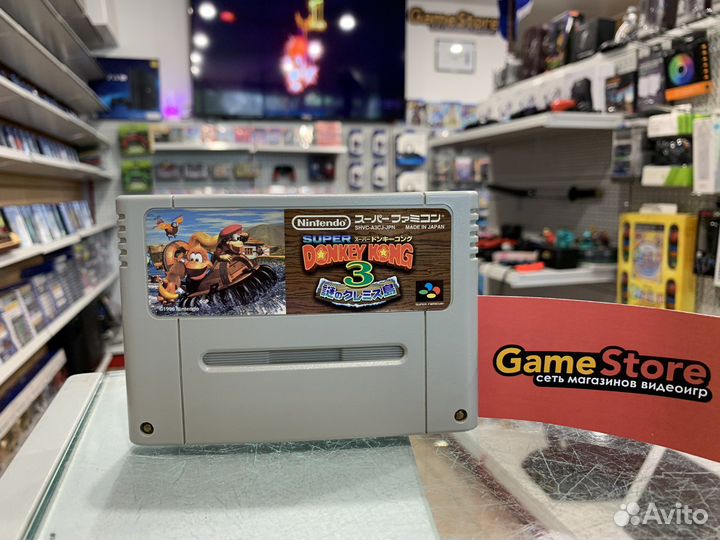 GameStore
Nintendo
スーパーファミコン
SHVC-A3CJ-JPN MADE IN JAPAN
SUPER スーパードンキーコング
DONKEY KONG
3
謎のクレミス島
SUPER FAMICOM
©1996 Nintendo
GameStore
сеть магазинов видеоигр
Avito